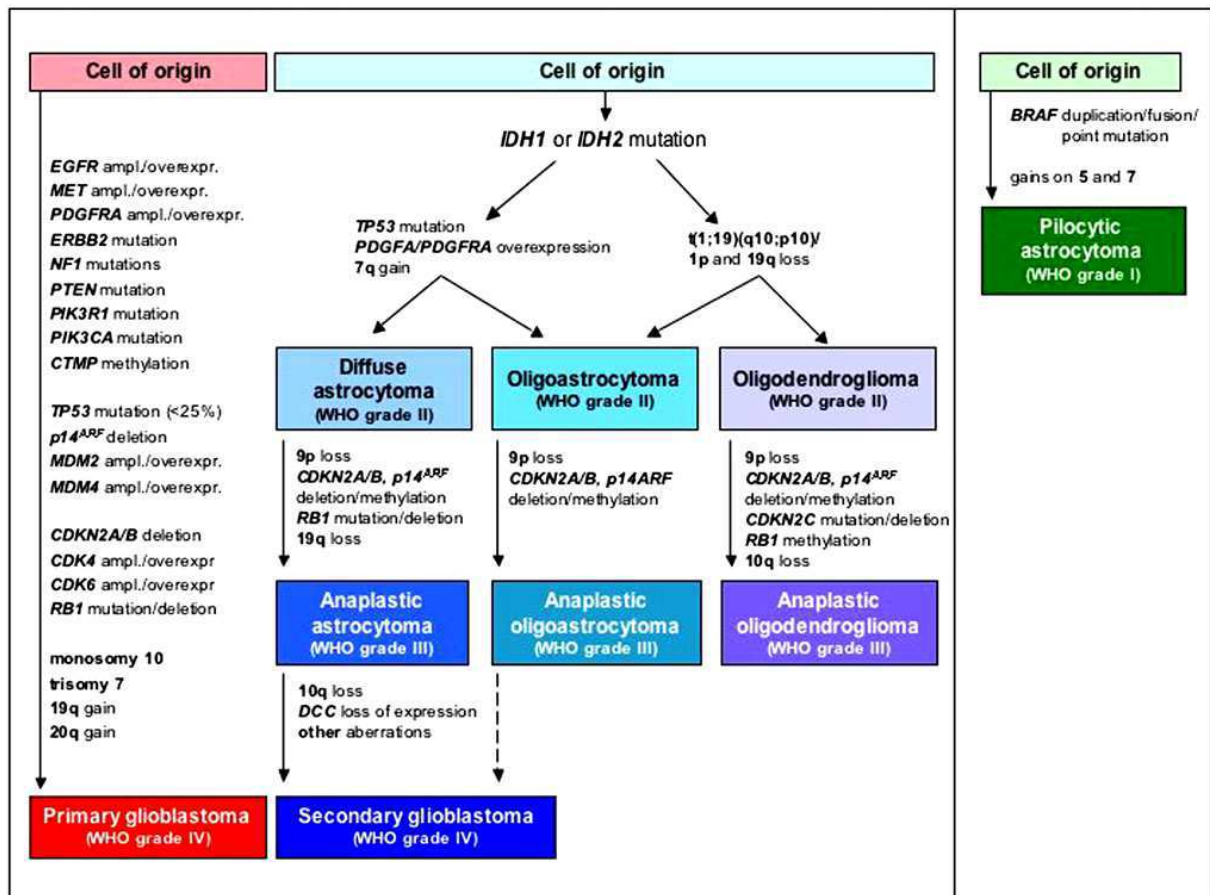 Cell of origin
EGFR ampl./overexpr.
MET ampl./overexpr.
PDGFRA ampl./overexpr.
ERBB2 mutation
NF1 mutations
PTEN mutation
PIK3R1 mutation
PIK3CA mutation
CTMP methylation
TP53 mutation (<25%)
p14ARF deletion
MDM2 ampl./overexpr.
MDM4 ampl./overexpr.
CDKN2A/B deletion
CDK4 ampl./overexpr
CDK6 ampl./overexpr
RB1 mutation/deletion
monosomy 10
trisomy 7
19q gain
20q gain
Primary glioblastoma
(WHO grade IV)
Cell of origin
IDH1 or IDH2 mutation
TP53 mutation
PDGFA/PDGFRA overexpression
7q gain
t(1;19)(q10;p10)/
1p and 19q loss
Diffuse
astrocytoma
(WHO grade II)
Oligoastrocytoma
(WHO grade II)
Oligodendroglioma
(WHO grade II)
9p loss
CDKN2A/B, p14ARF
deletion/methylation
RB1 mutation/deletion
19q loss
9p loss
CDKN2A/B, p14ARF
deletion/methylation
9p loss
CDKN2A/B, p14ARF
deletion/methylation
CDKN2C mutation/deletion
RB1 methylation
10q loss
Anaplastic
astrocytoma
(WHO grade III)
Anaplastic
oligoastrocytoma
(WHO grade III)
Anaplastic
oligodendroglioma
(WHO grade III)
10q loss
DCC loss of expression
other aberrations
Secondary glioblastoma
(WHO grade IV)
Cell of origin
BRAF duplication/fusion/
point mutation
gains on 5 and 7
Pilocytic
astrocytoma
(WHO grade I)